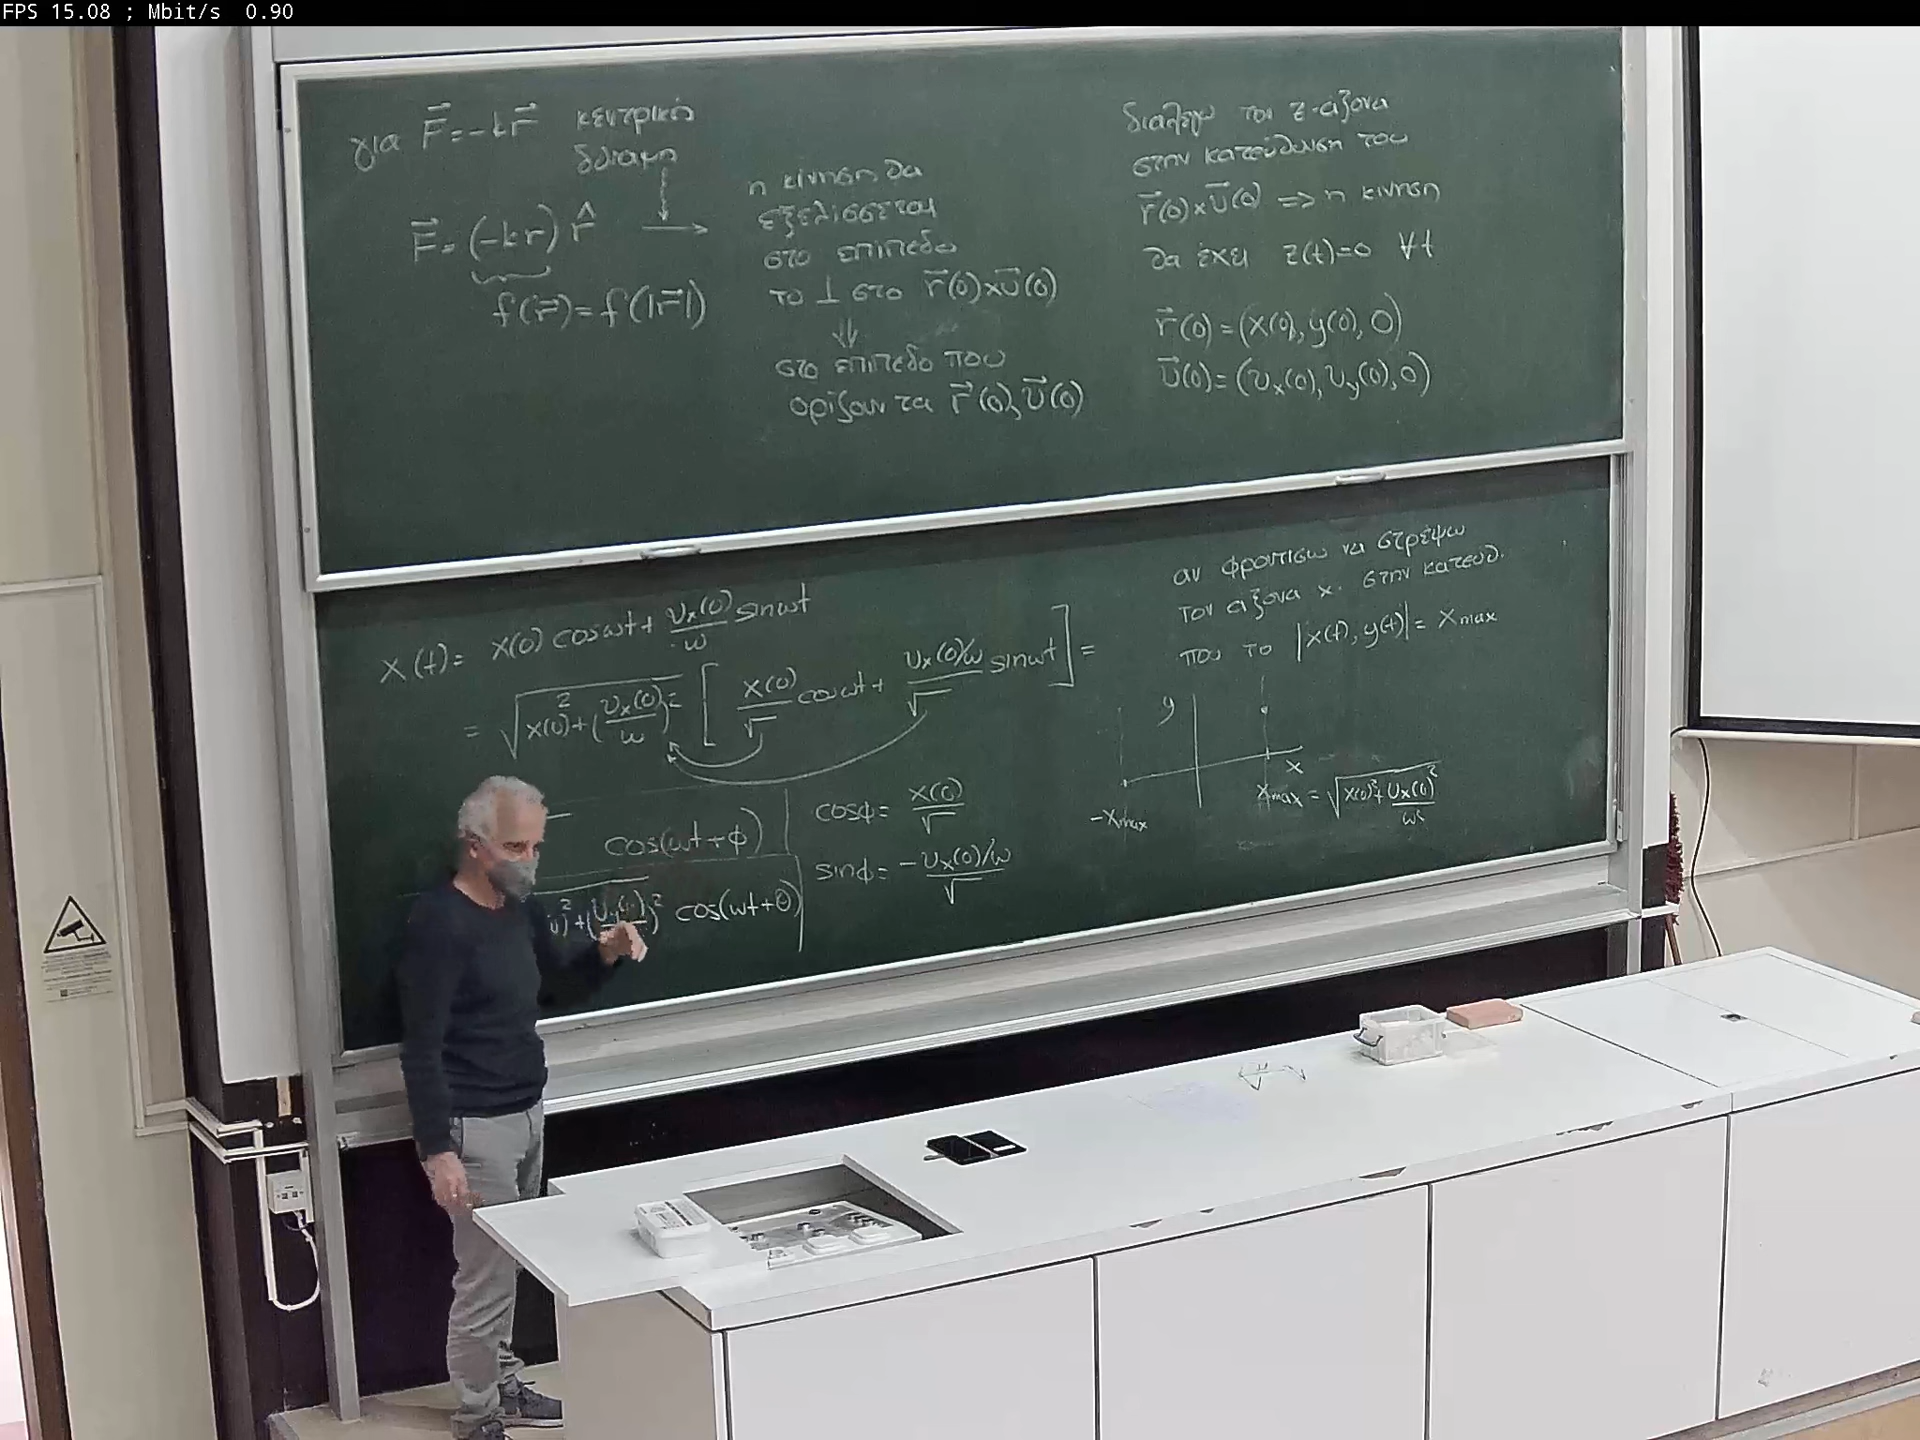 FPS 15.08 ; Mbit/s 0.90
για F⃗=-kr⃗ κεντρική
δύναμη
F⃗=(-kr) r̂ →
f(r⃗)=f(|r⃗|)
η κίνηση θα
εξελίσσεται
στο επίπεδο
το ⊥ στο r⃗(0)×υ⃗(0)
⇓
στο επίπεδο που
ορίζουν τα r⃗(0), υ⃗(0)
διαλέγω τον z-άξονα
στην κατεύθυνση του
r⃗(0)×υ⃗(0) => η κίνηση
θα έχει z(t)=0 ∀t
r⃗(0)=(x(0), y(0), 0)
υ⃗(0)=(υx(0), υy(0), 0)
x(t)= x(0) cosωt + υx(0)/ω sinωt
= √(x(0)²+(υx(0)/ω)²) [ x(0)/√ cosωt + υx(0)/ω/√ sinωt ] =
cos(ωt+φ)
²+(υy(0)/)² cos(ωt+θ)
cosφ= x(0)/√
sinφ= -υx(0)/ω/√
αν φροντίσω να στρέψω
τον άξονα x στην κατευθ.
που το |x(t), y(t)|= xmax
y
x
-xmax
xmax = √(x(0)²+υx(0)²/ω²)